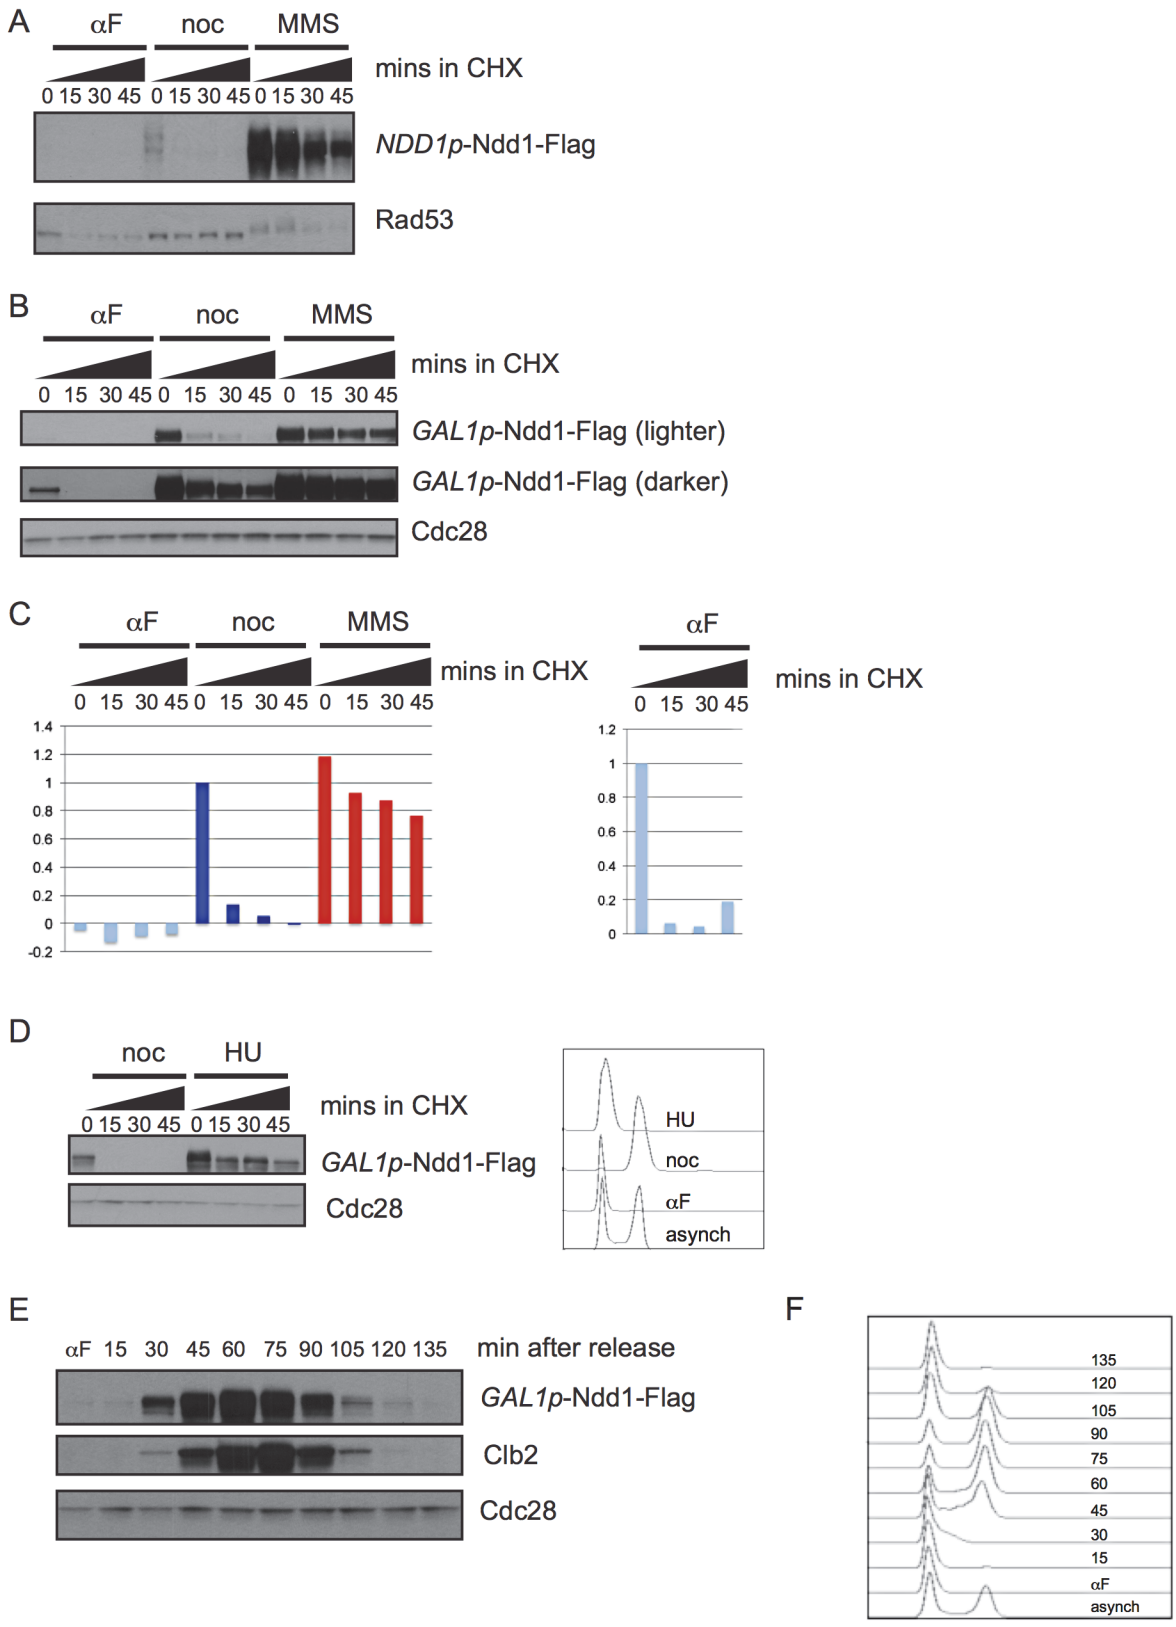 A
αF noc MMS
mins in CHX
0 15 30 45 0 15 30 45 0 15 30 45
NDD1p-Ndd1-Flag
Rad53
B
αF noc MMS
mins in CHX
0 15 30 45 0 15 30 45 0 15 30 45
GAL1p-Ndd1-Flag (lighter)
GAL1p-Ndd1-Flag (darker)
Cdc28
C
αF noc MMS
mins in CHX
0 15 30 45 0 15 30 45 0 15 30 45
1.4
1.2
1
0.8
0.6
0.4
0.2
0
-0.2
αF
mins in CHX
0 15 30 45
1.2
1
0.8
0.6
0.4
0.2
0
D
noc HU
mins in CHX
0 15 30 45 0 15 30 45
GAL1p-Ndd1-Flag
Cdc28
HU
noc
αF
asynch
E
αF 15 30 45 60 75 90 105 120 135 min after release
GAL1p-Ndd1-Flag
Clb2
Cdc28
F
135
120
105
90
75
60
45
30
15
αF
asynch